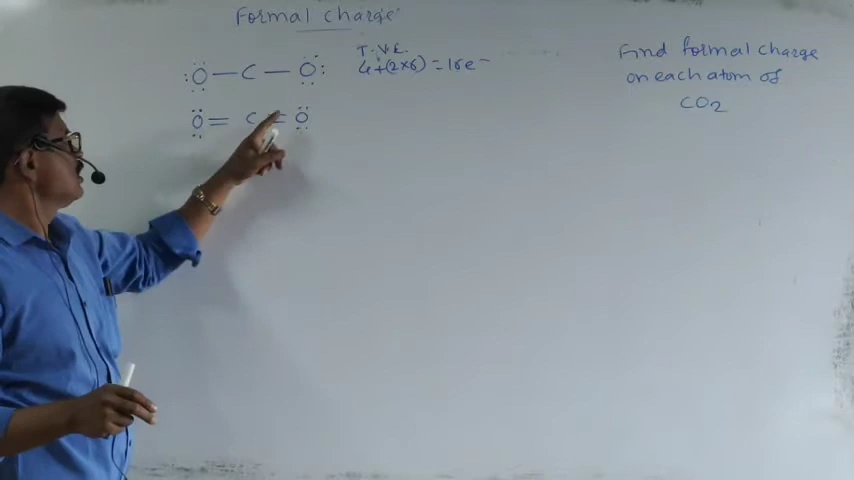 Formal charge
:Ö — C — Ö:
T.V.E.
4+(2×6) = 16e−
Ö = C = Ö
Find formal charge
on each atom of
CO2